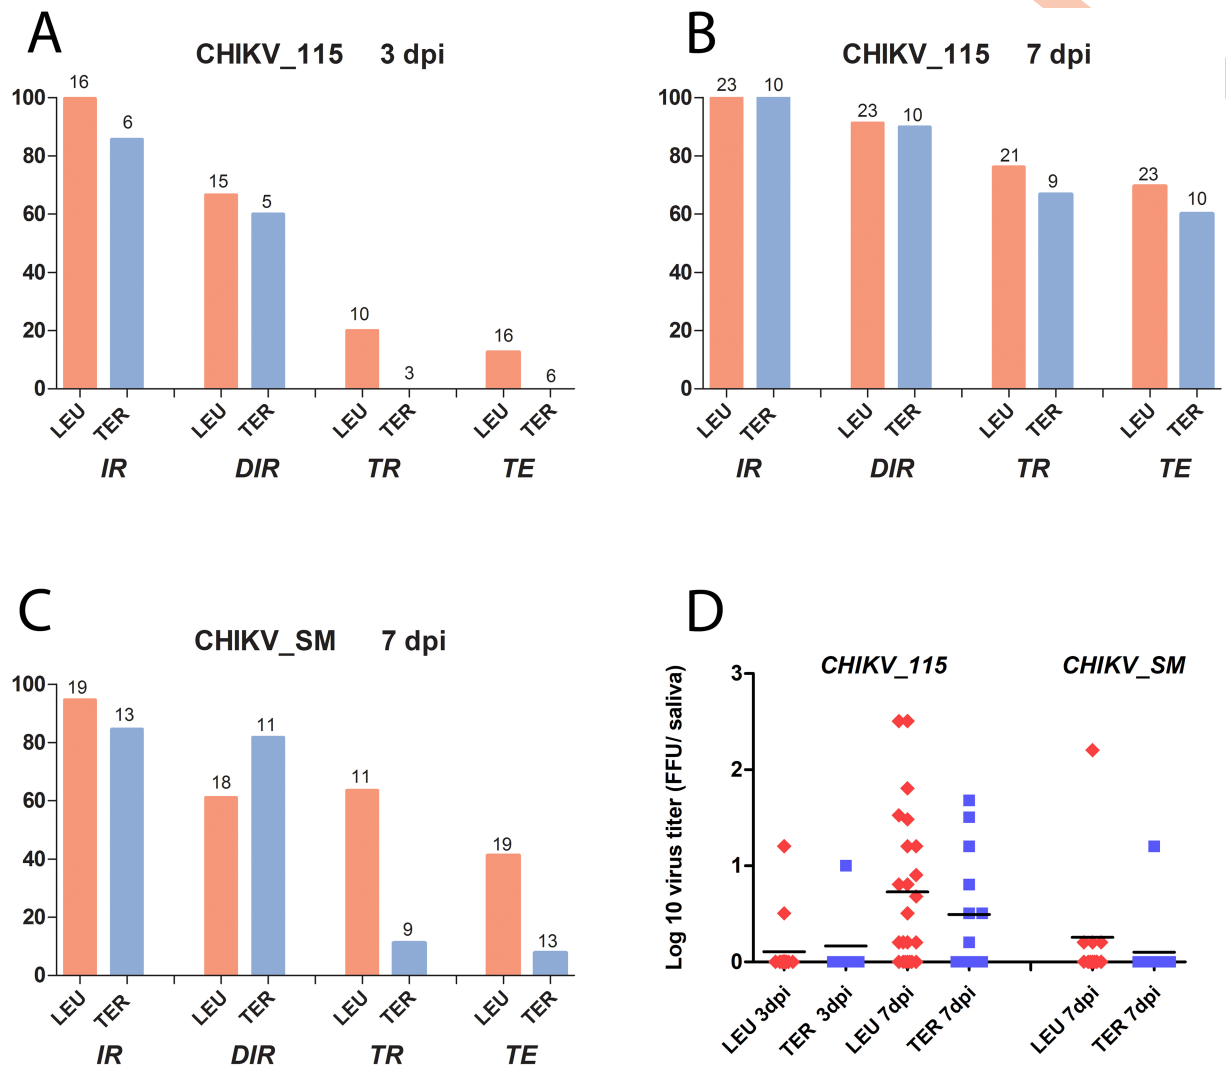 A
CHIKV_115 3 dpi
100
80
60
40
20
0
16
6
15
5
10
3
16
6
LEU TER LEU TER LEU TER LEU TER
IR DIR TR TE
B
CHIKV_115 7 dpi
100
80
60
40
20
0
23
10
23
10
21
9
23
10
LEU TER LEU TER LEU TER LEU TER
IR DIR TR TE
C
CHIKV_SM 7 dpi
100
80
60
40
20
0
19
13
18
11
11
9
19
13
LEU TER LEU TER LEU TER LEU TER
IR DIR TR TE
D
CHIKV_115 CHIKV_SM
Log 10 virus titer (FFU/ saliva)
3
2
1
0
LEU 3dpi
TER 3dpi
LEU 7dpi
TER 7dpi
LEU 7dpi
TER 7dpi